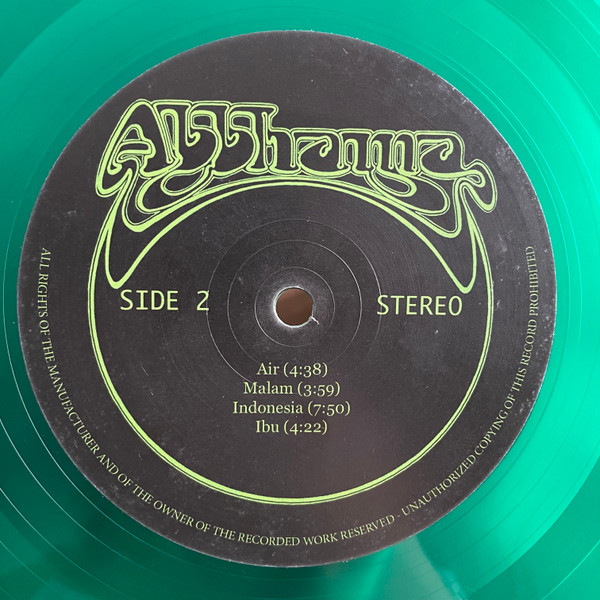 Abbhama
SIDE 2
STEREO
Air (4:38)
Malam (3:59)
Indonesia (7:50)
Ibu (4:22)
ALL RIGHTS OF THE MANUFACTURER AND OF THE OWNER OF THE RECORDED WORK RESERVED - UNAUTHORIZED COPYING OF THIS RECORD PROHIBITED